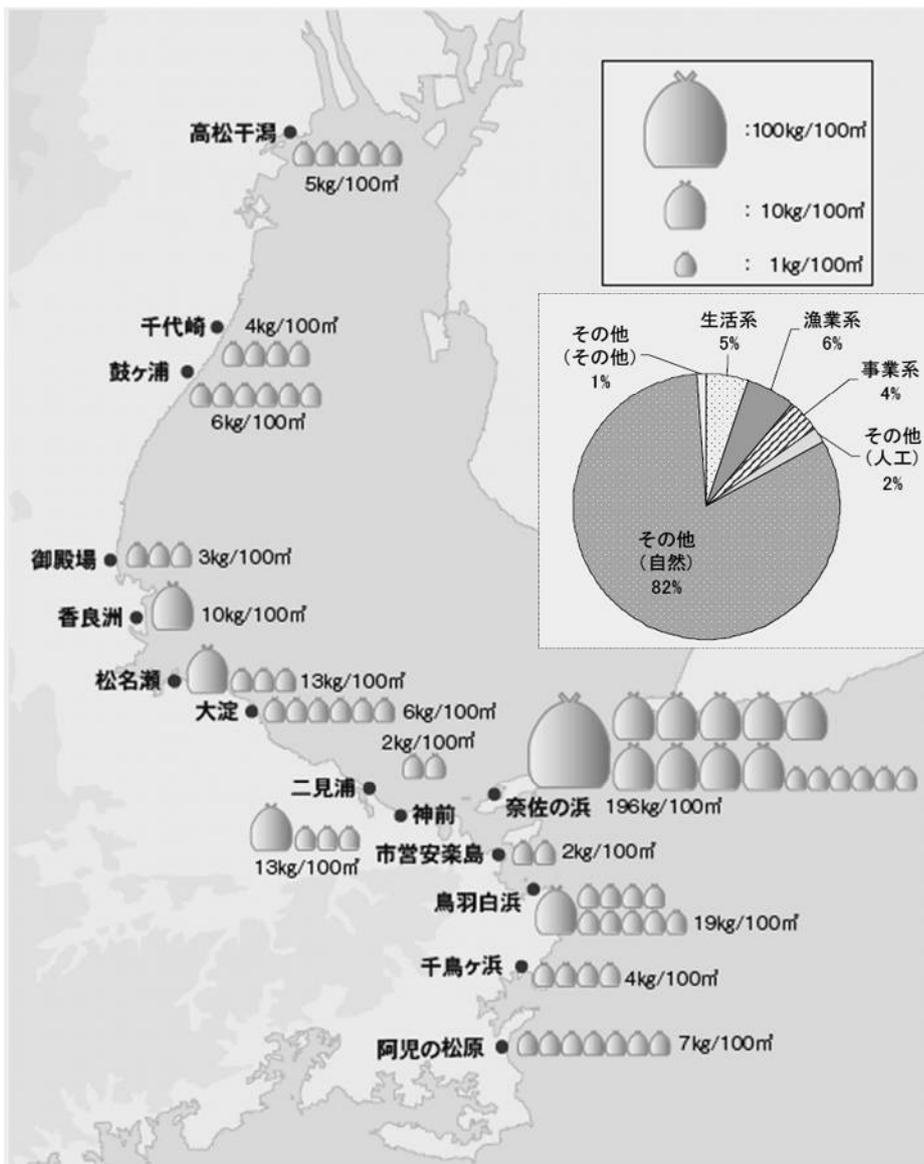 高松干潟
5kg/100㎡
:100kg/100㎡
: 10kg/100㎡
: 1kg/100㎡
千代崎
4kg/100㎡
鼓ヶ浦
6kg/100㎡
その他
(その他)
1%
生活系
5%
漁業系
6%
事業系
4%
その他
(人工)
2%
その他
(自然)
82%
御殿場
3kg/100㎡
香良洲
10kg/100㎡
松名瀬
13kg/100㎡
大淀
6kg/100㎡
2kg/100㎡
二見浦
13kg/100㎡
神前
奈佐の浜
196kg/100㎡
市営安楽島
2kg/100㎡
鳥羽白浜
19kg/100㎡
千鳥ヶ浜
4kg/100㎡
阿児の松原
7kg/100㎡